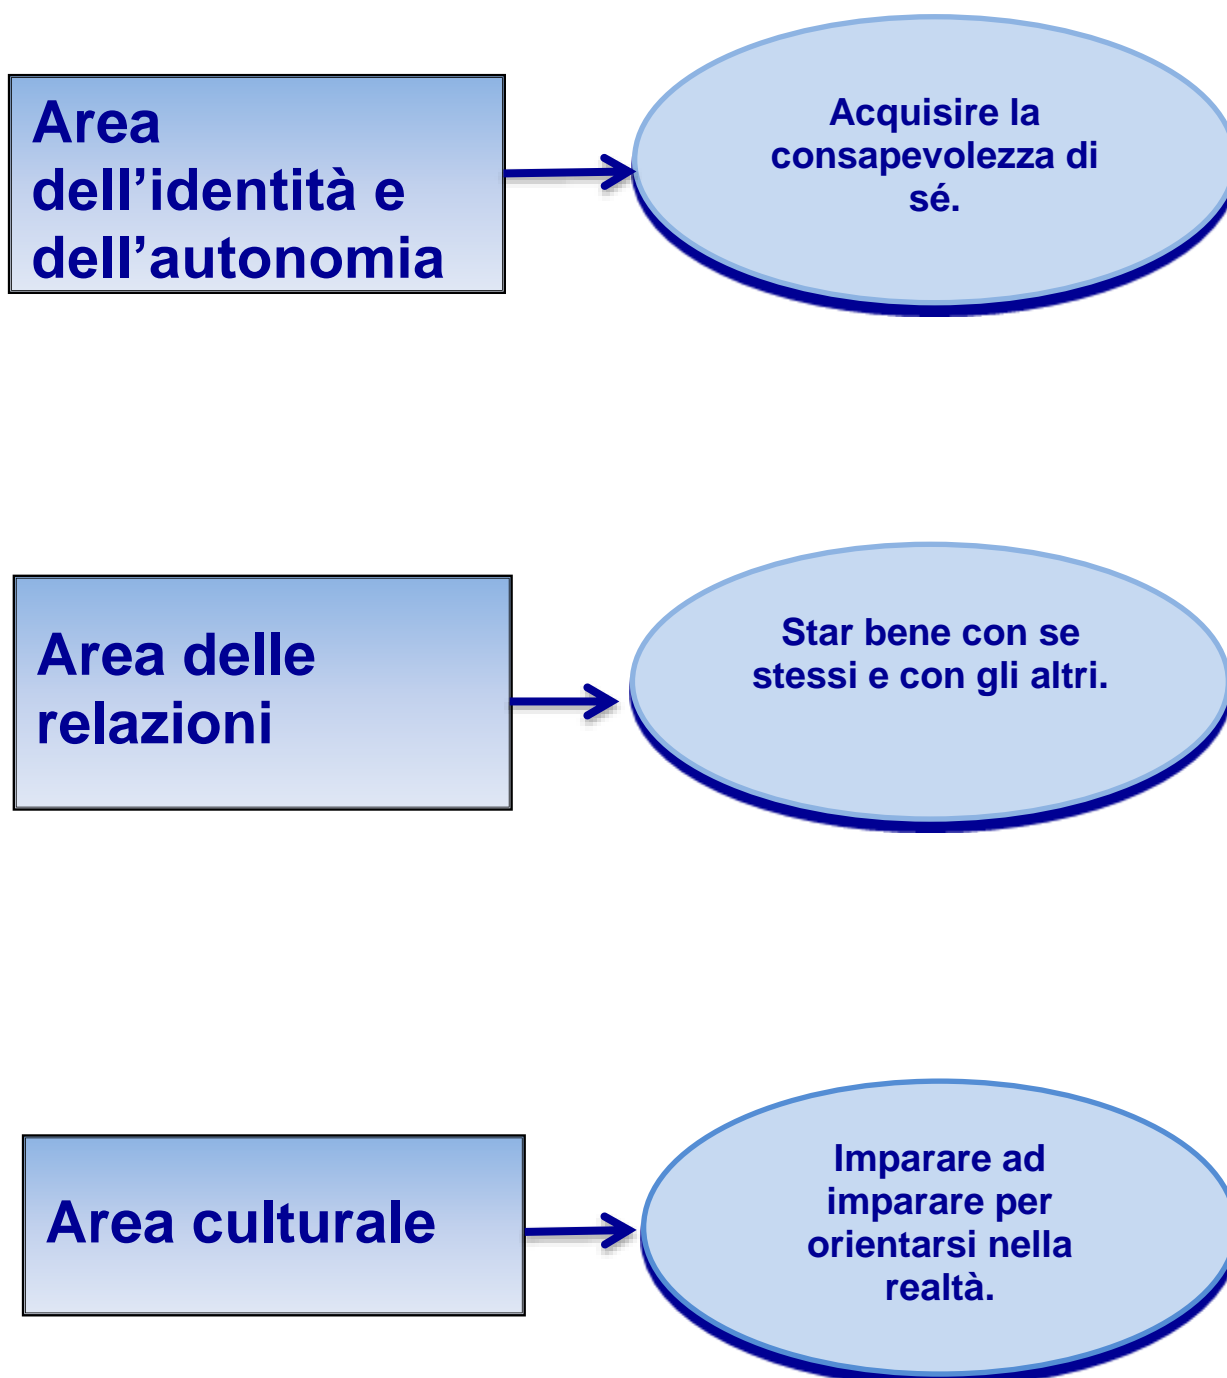 Area
dell’identità e
dell’autonomia
Acquisire la
consapevolezza di
sé.
Area delle
relazioni
Star bene con se
stessi e con gli altri.
Area culturale
Imparare ad
imparare per
orientarsi nella
realtà.